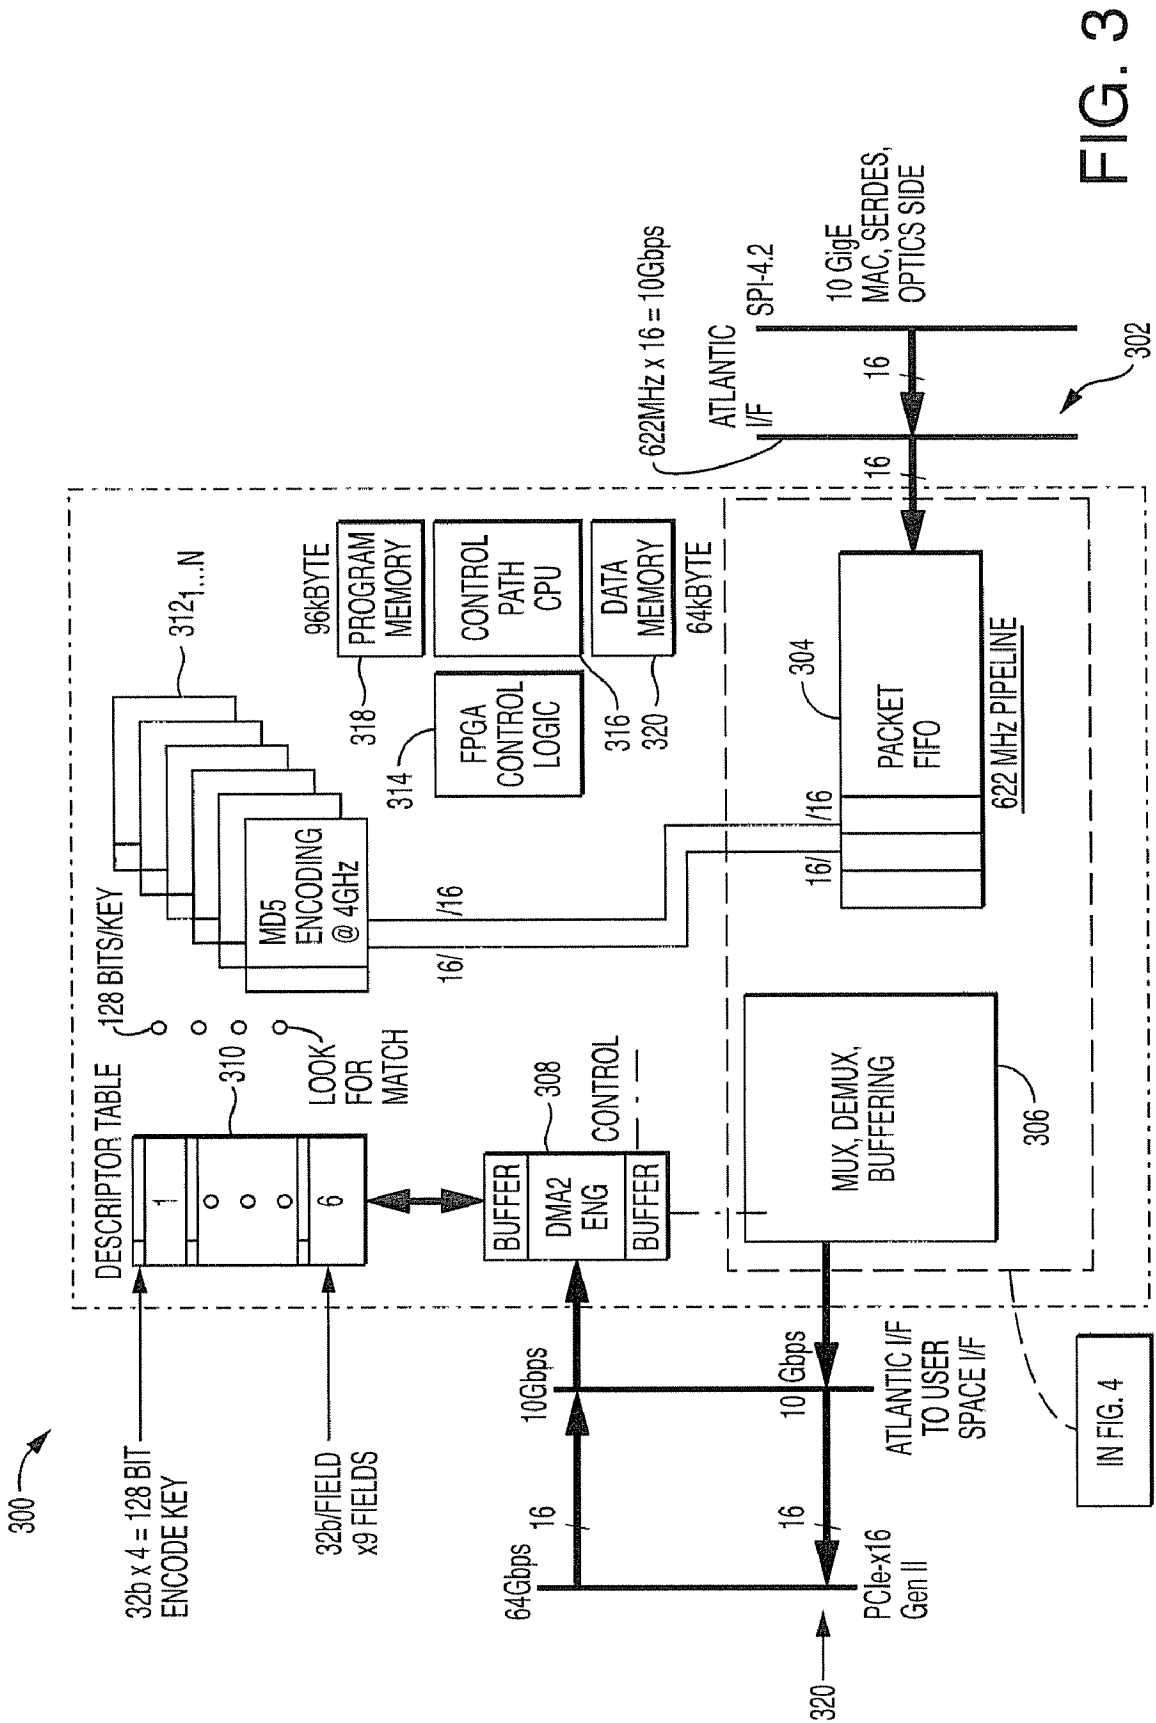 300
32b x 4 = 128 BIT
ENCODE KEY
32b/FIELD
x9 FIELDS
DESCRIPTOR TABLE
1
6
310
128 BITS/KEY
LOOK
FOR
MATCH
312 1...N
MD5
ENCODING
@ 4GHz
16/
/16
96kBYTE
PROGRAM
MEMORY
318
CONTROL
PATH
CPU
316
DATA
MEMORY
320
64kBYTE
FPGA
CONTROL
LOGIC
314
BUFFER
DMA2
ENG
BUFFER
308
CONTROL
64Gbps
16
10Gbps
10 Gbps
16
PCIe-x16
Gen II
320
ATLANTIC I/F
TO USER
SPACE I/F
MUX, DEMUX,
BUFFERING
306
16/
/16
PACKET
FIFO
304
622 MHz PIPELINE
622MHz x 16 = 10Gbps
ATLANTIC
I/F
SPI-4.2
16
16
10 GigE
MAC, SERDES,
OPTICS SIDE
302
IN FIG. 4
FIG. 3